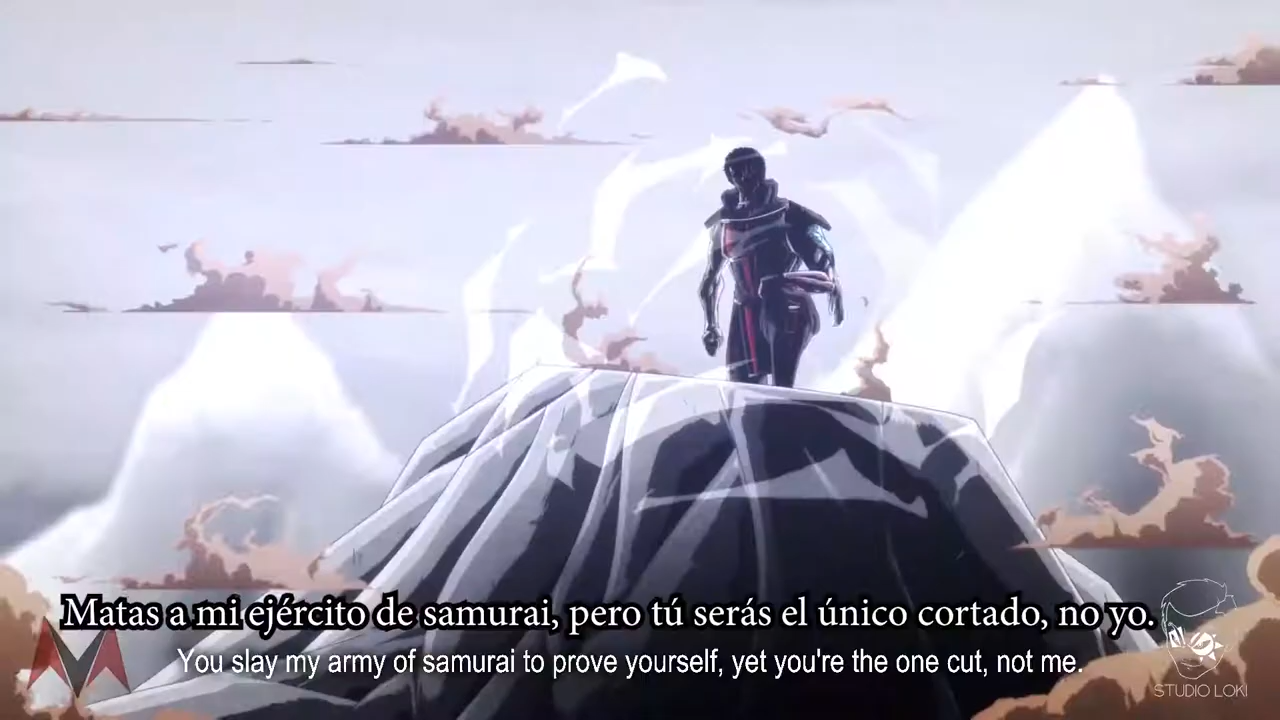 Matas a mi ejército de samurai, pero tú serás el único cortado, no yo.
You slay my army of samurai to prove yourself, yet you're the one cut, not me.
STUDIO LOKI